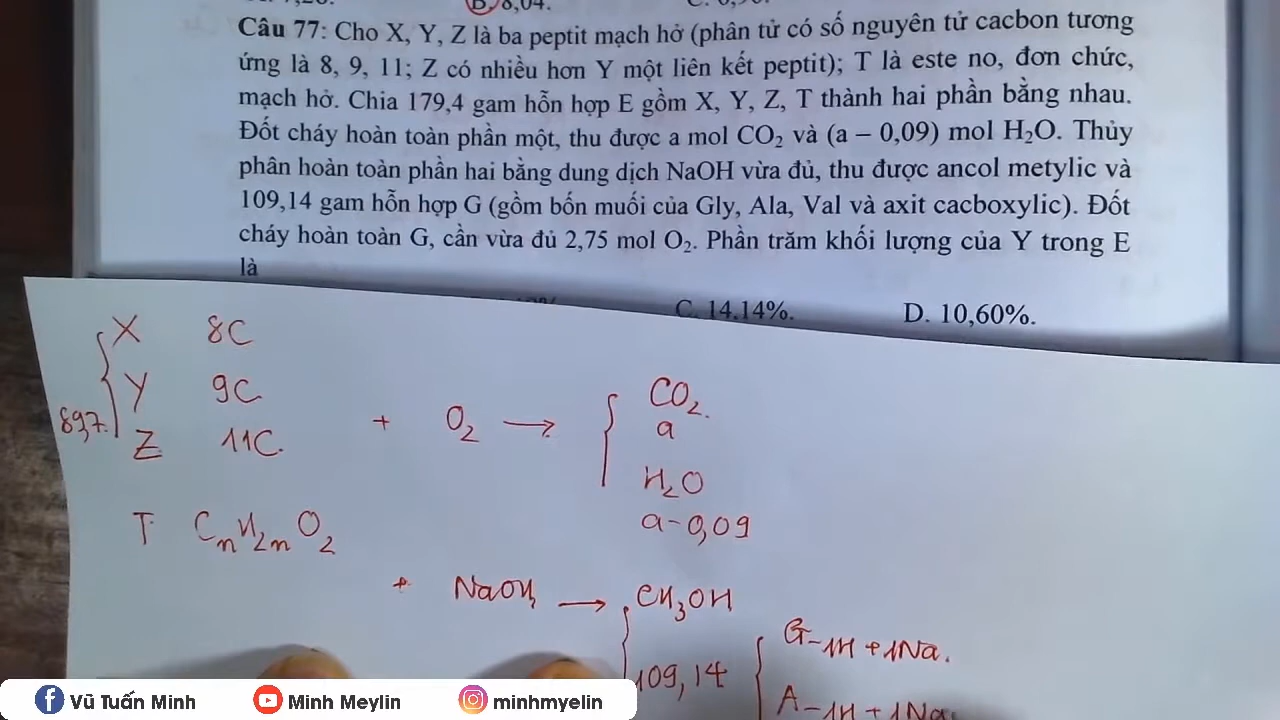 B. 8,04.
Câu 77: Cho X, Y, Z là ba peptit mạch hở (phân tử có số nguyên tử cacbon tương
ứng là 8, 9, 11; Z có nhiều hơn Y một liên kết peptit); T là este no, đơn chức,
mạch hở. Chia 179,4 gam hỗn hợp E gồm X, Y, Z, T thành hai phần bằng nhau.
Đốt cháy hoàn toàn phần một, thu được a mol CO₂ và (a – 0,09) mol H₂O. Thủy
phân hoàn toàn phần hai bằng dung dịch NaOH vừa đủ, thu được ancol metylic và
109,14 gam hỗn hợp G (gồm bốn muối của Gly, Ala, Val và axit cacboxylic). Đốt
cháy hoàn toàn G, cần vừa đủ 2,75 mol O₂. Phần trăm khối lượng của Y trong E
là
C. 14,14%. D. 10,60%.
X 8C
Y 9C
89,7
Z 11C.
+ O₂ → CO₂.
a
H₂O
a-0,09
T CnH2nO2
+ NaOH → CH₃OH
109,14
G-1H+1Na.
A-1H+1Na.
Vũ Tuấn Minh Minh Meylin minhmyelin